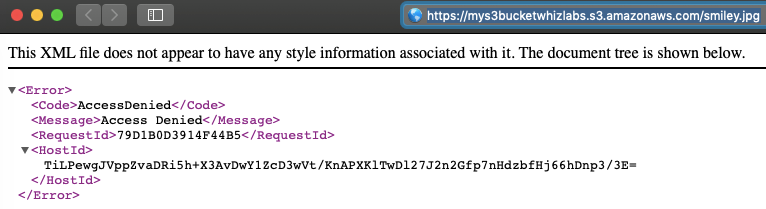 https://mys3bucketwhizlabs.s3.amazonaws.com/smiley.jpg
This XML file does not appear to have any style information associated with it. The document tree is shown below.
<Error>
<Code>AccessDenied</Code>
<Message>Access Denied</Message>
<RequestId>79D1B0D3914F44B5</RequestId>
<HostId>
TiLPewgJVppZvaDRi5h+X3AvDwYlZcD3wVt/KnAPXKlTwDl27J2n2Gfp7nHdzbfHj66hDnp3/3E=
</HostId>
</Error>